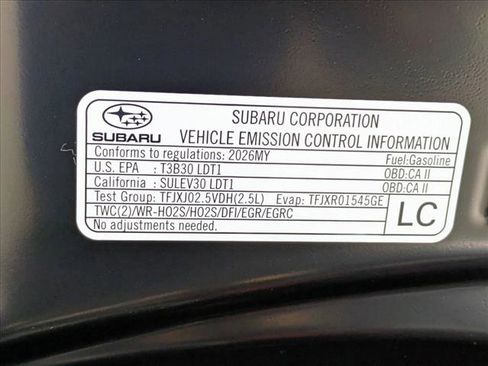 SUBARU
SUBARU CORPORATION
VEHICLE EMISSION CONTROL INFORMATION
Conforms to regulations: 2026MY Fuel:Gasoline
U.S. EPA : T3B30 LDT1 OBD:CA II
California : SULEV30 LDT1 OBD:CA II
Test Group: TFJXJ02.5VDH(2.5L) Evap: TFJXR01545GE
TWC(2)/WR-HO2S/HO2S/DFI/EGR/EGRC
No adjustments needed.
LC